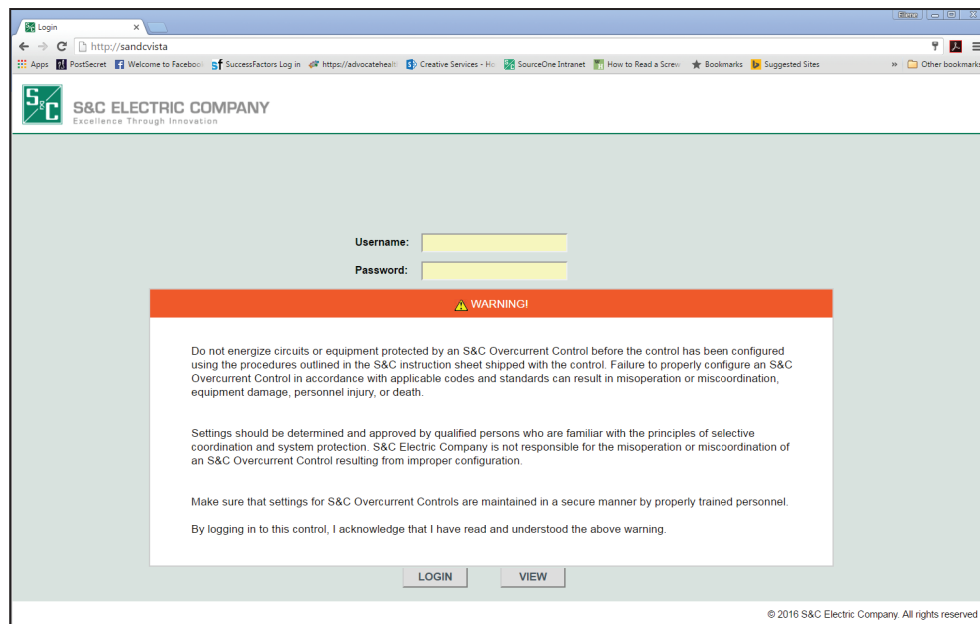 Login
Elaine
http://sandcvista
Apps PostSecret Welcome to Facebook SuccessFactors Log in https://advocatehealt Creative Services - Ho SourceOne Intranet How to Read a Screw Bookmarks Suggested Sites » Other bookmarks
S&C
S&C ELECTRIC COMPANY
Excellence Through Innovation
Username:
Password:
WARNING!
Do not energize circuits or equipment protected by an S&C Overcurrent Control before the control has been configured
using the procedures outlined in the S&C instruction sheet shipped with the control. Failure to properly configure an S&C
Overcurrent Control in accordance with applicable codes and standards can result in misoperation or miscoordination,
equipment damage, personnel injury, or death.
Settings should be determined and approved by qualified persons who are familiar with the principles of selective
coordination and system protection. S&C Electric Company is not responsible for the misoperation or miscoordination of
an S&C Overcurrent Control resulting from improper configuration.
Make sure that settings for S&C Overcurrent Controls are maintained in a secure manner by properly trained personnel.
By logging in to this control, I acknowledge that I have read and understood the above warning.
LOGIN VIEW
© 2016 S&C Electric Company. All rights reserved